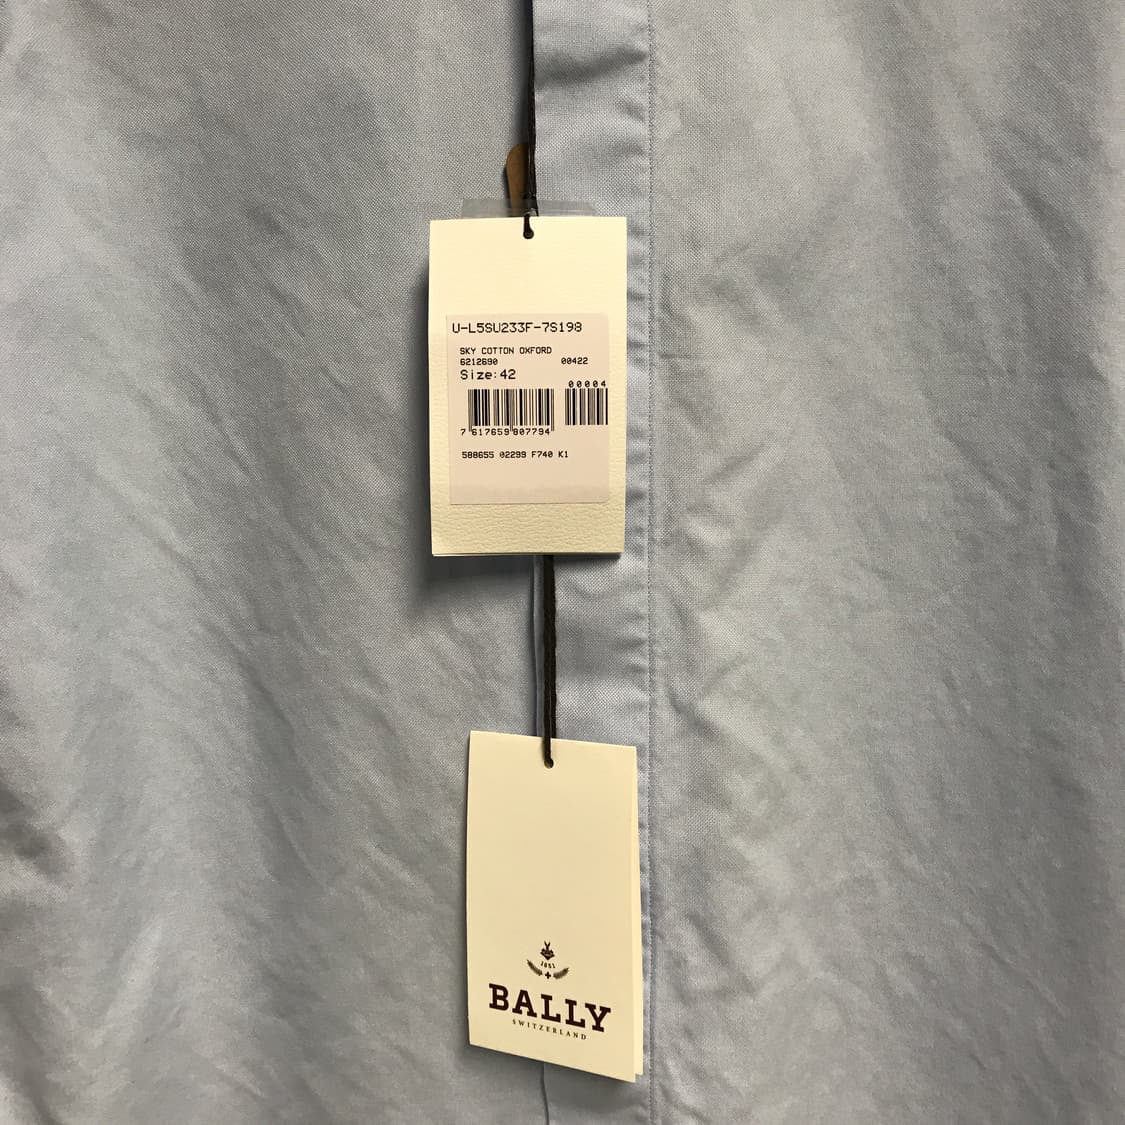 U-L5SU233F-7S198
SKY COTTON OXFORD
6212690 00422
Size:42
00004
7 617659 807794
588655 02299 F740 K1
1851
BALLY
SWITZERLAND